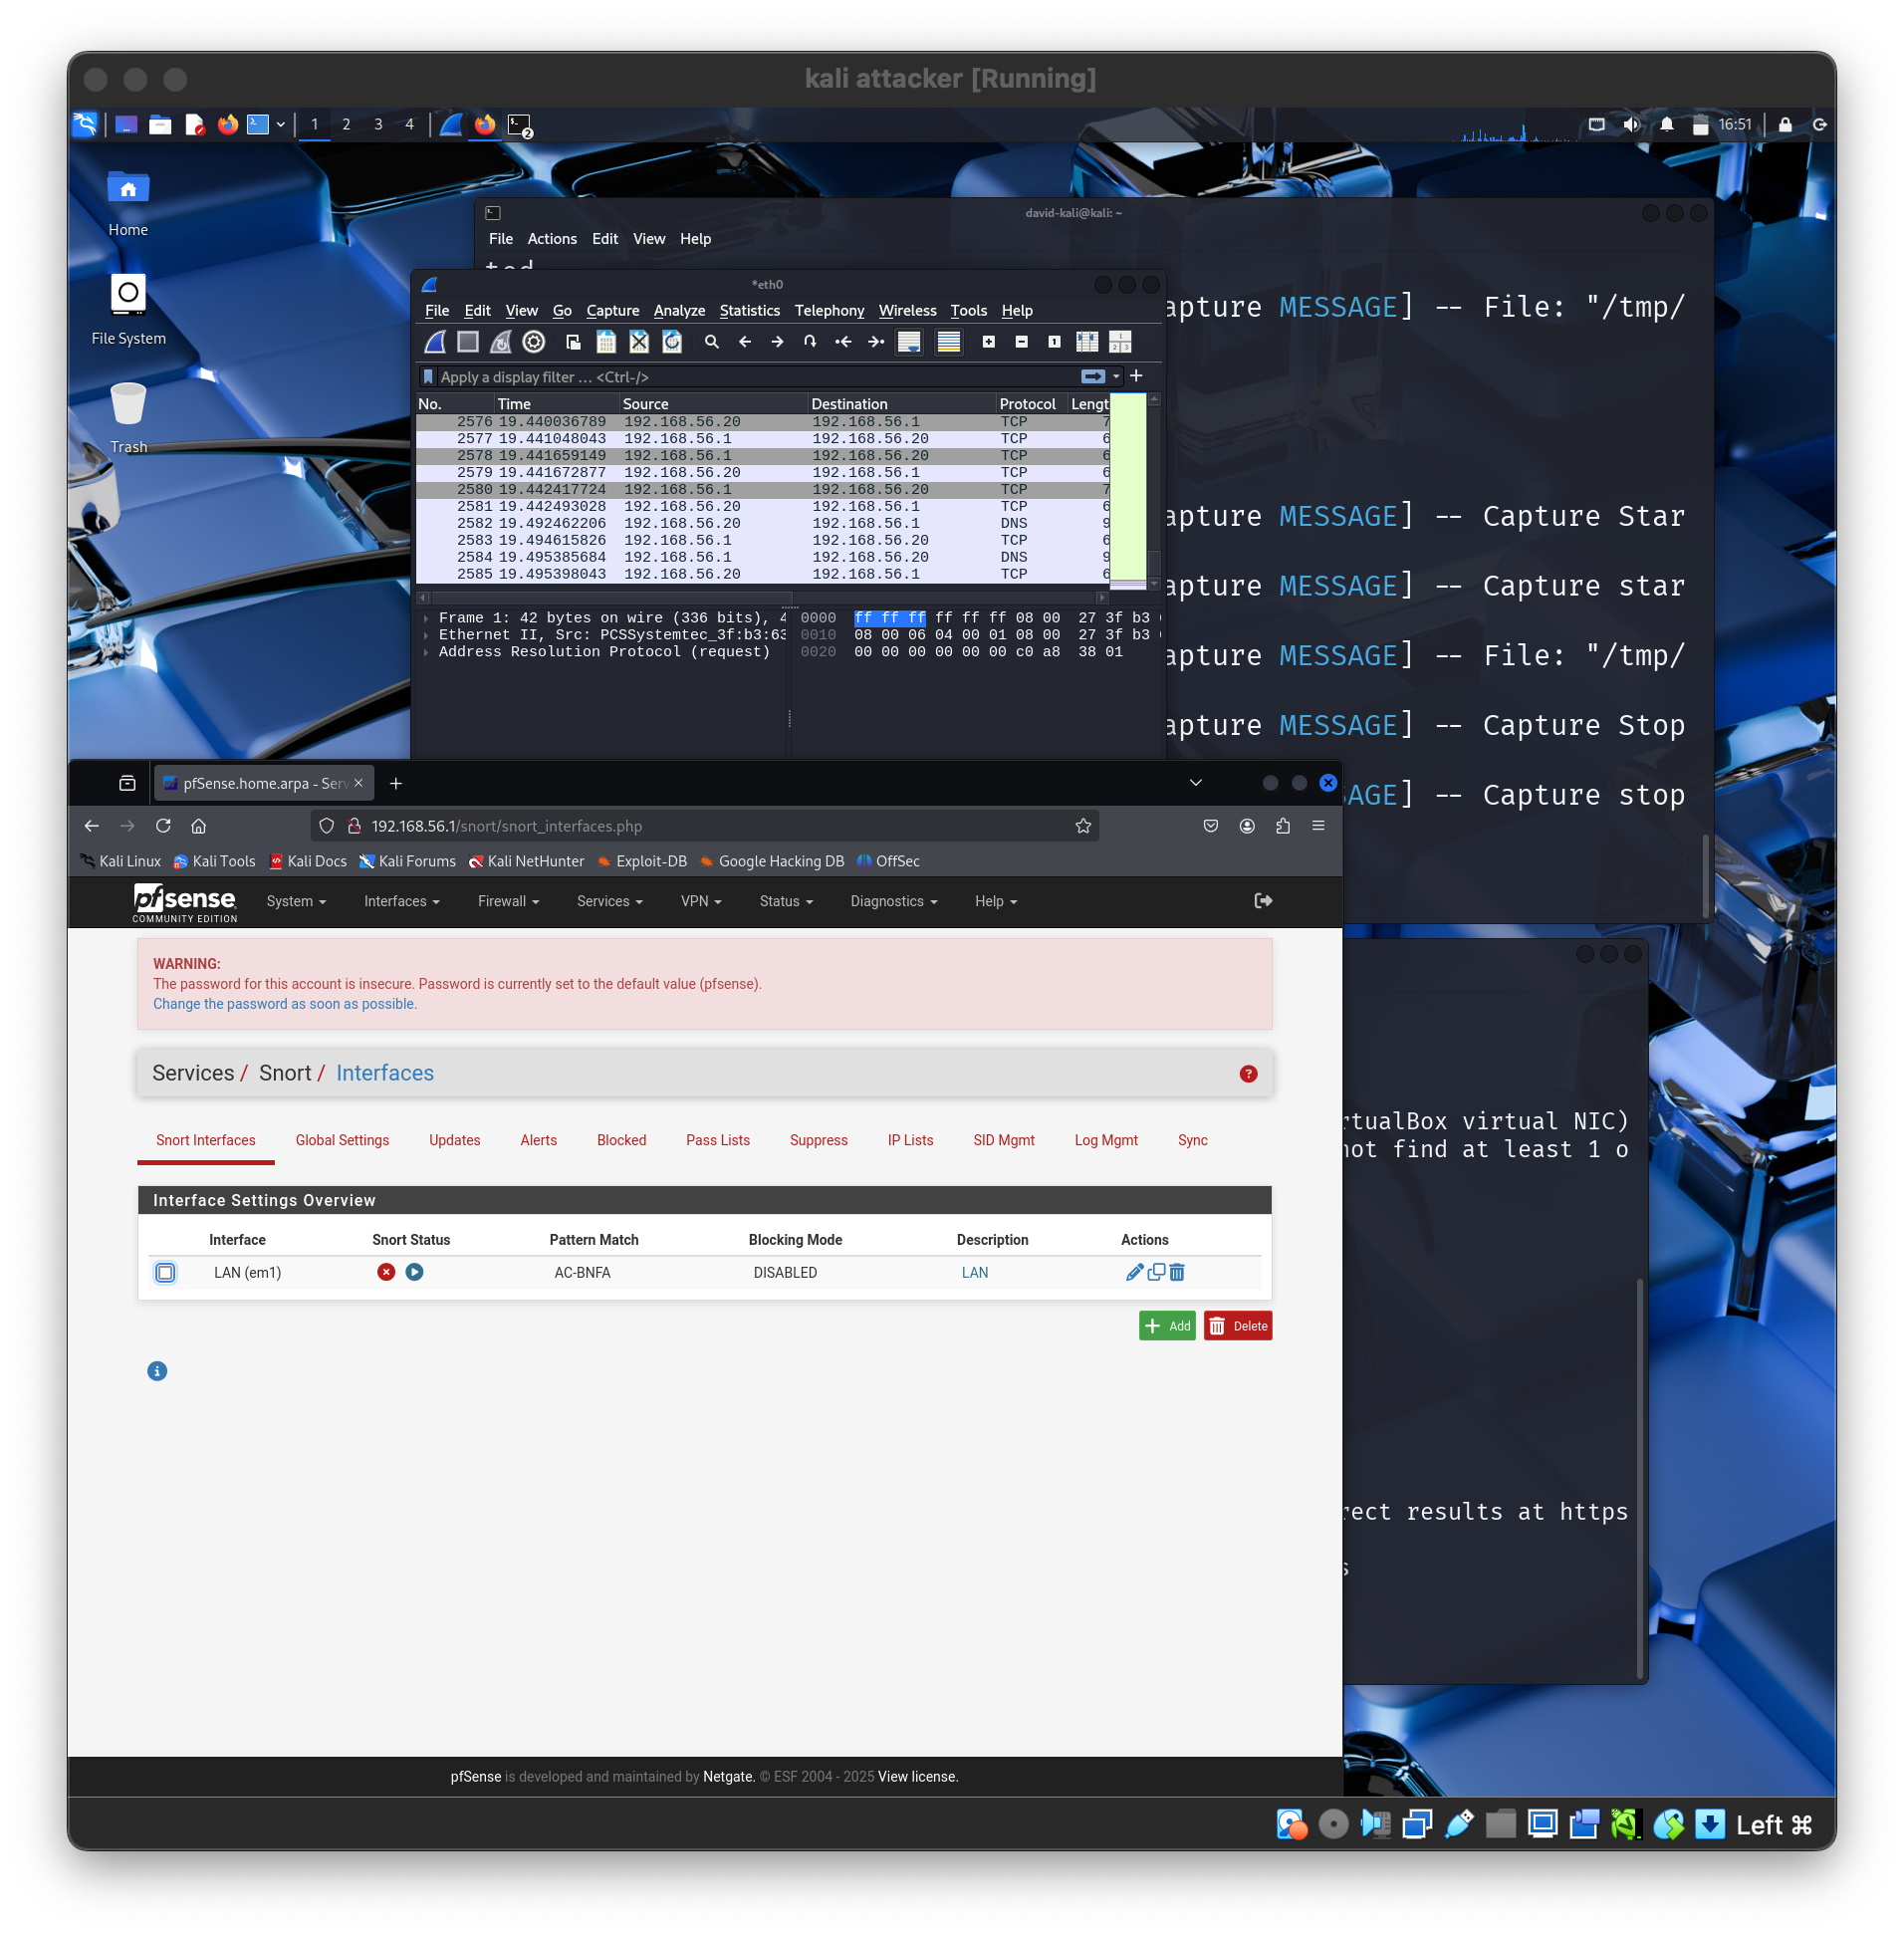 kali attacker [Running]
1 2 3 4
2
16:51
Home
File System
Trash
david-kali@kali: ~
File Actions Edit View Help
apture MESSAGE] -- File: "/tmp/
apture MESSAGE] -- Capture Star
apture MESSAGE] -- Capture star
apture MESSAGE] -- File: "/tmp/
apture MESSAGE] -- Capture Stop
SSAGE] -- Capture stop
*eth0
File Edit View Go Capture Analyze Statistics Telephony Wireless Tools Help
Apply a display filter ... <Ctrl-/>
No. Time Source Destination Protocol Lengt
2576 19.440036789 192.168.56.20 192.168.56.1 TCP 7
2577 19.441048043 192.168.56.1 192.168.56.20 TCP 6
2578 19.441659149 192.168.56.1 192.168.56.20 TCP 6
2579 19.441672877 192.168.56.20 192.168.56.1 TCP 6
2580 19.442417724 192.168.56.1 192.168.56.20 TCP 7
2581 19.442493028 192.168.56.20 192.168.56.1 TCP 6
2582 19.492462206 192.168.56.20 192.168.56.1 DNS 9
2583 19.494615826 192.168.56.1 192.168.56.20 TCP 6
2584 19.495385684 192.168.56.1 192.168.56.20 DNS 9
2585 19.495398043 192.168.56.20 192.168.56.1 TCP 6
Frame 1: 42 bytes on wire (336 bits), 4
Ethernet II, Src: PCSSystemtec_3f:b3:63
Address Resolution Protocol (request)
0000 ff ff ff ff ff ff 08 00 27 3f b3
0010 08 00 06 04 00 01 08 00 27 3f b3
0020 00 00 00 00 00 00 c0 a8 38 01
pfSense.home.arpa - Serv
192.168.56.1/snort/snort_interfaces.php
Kali Linux Kali Tools Kali Docs Kali Forums Kali NetHunter Exploit-DB Google Hacking DB OffSec
pfsense
COMMUNITY EDITION
System Interfaces Firewall Services VPN Status Diagnostics Help
WARNING:
The password for this account is insecure. Password is currently set to the default value (pfsense).
Change the password as soon as possible.
Services / Snort / Interfaces
Snort Interfaces Global Settings Updates Alerts Blocked Pass Lists Suppress IP Lists SID Mgmt Log Mgmt Sync
Interface Settings Overview
Interface Snort Status Pattern Match Blocking Mode Description Actions
LAN (em1) AC-BNFA DISABLED LAN
Add Delete
rtualBox virtual NIC)
not find at least 1 o
rect results at https
s
pfSense is developed and maintained by Netgate. © ESF 2004 - 2025 View license.
Left ⌘